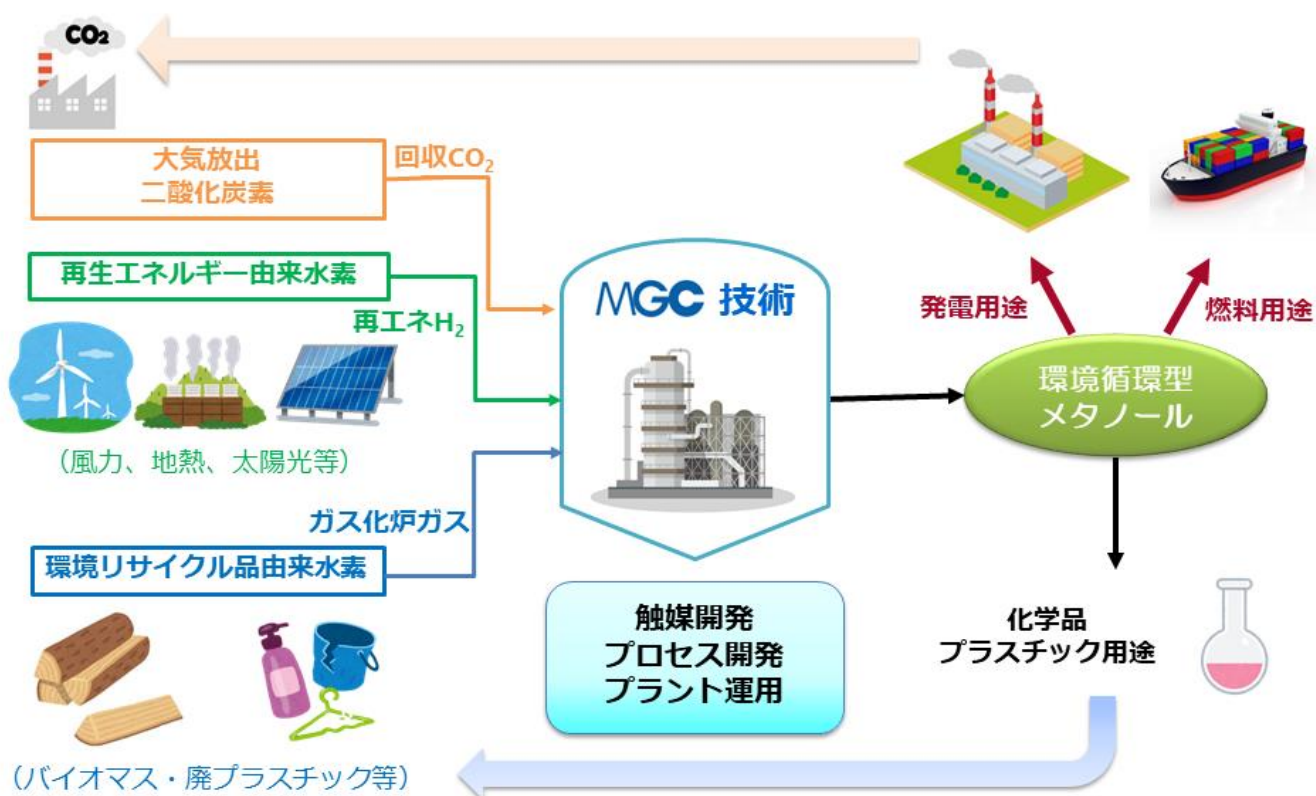 CO2
大気放出
二酸化炭素
回収CO₂
再生エネルギー由来水素
再エネH₂
（風力、地熱、太陽光等）
ガス化炉ガス
環境リサイクル品由来水素
（バイオマス・廃プラスチック等）
MGC 技術
触媒開発
プロセス開発
プラント運用
発電用途
燃料用途
環境循環型
メタノール
化学品
プラスチック用途